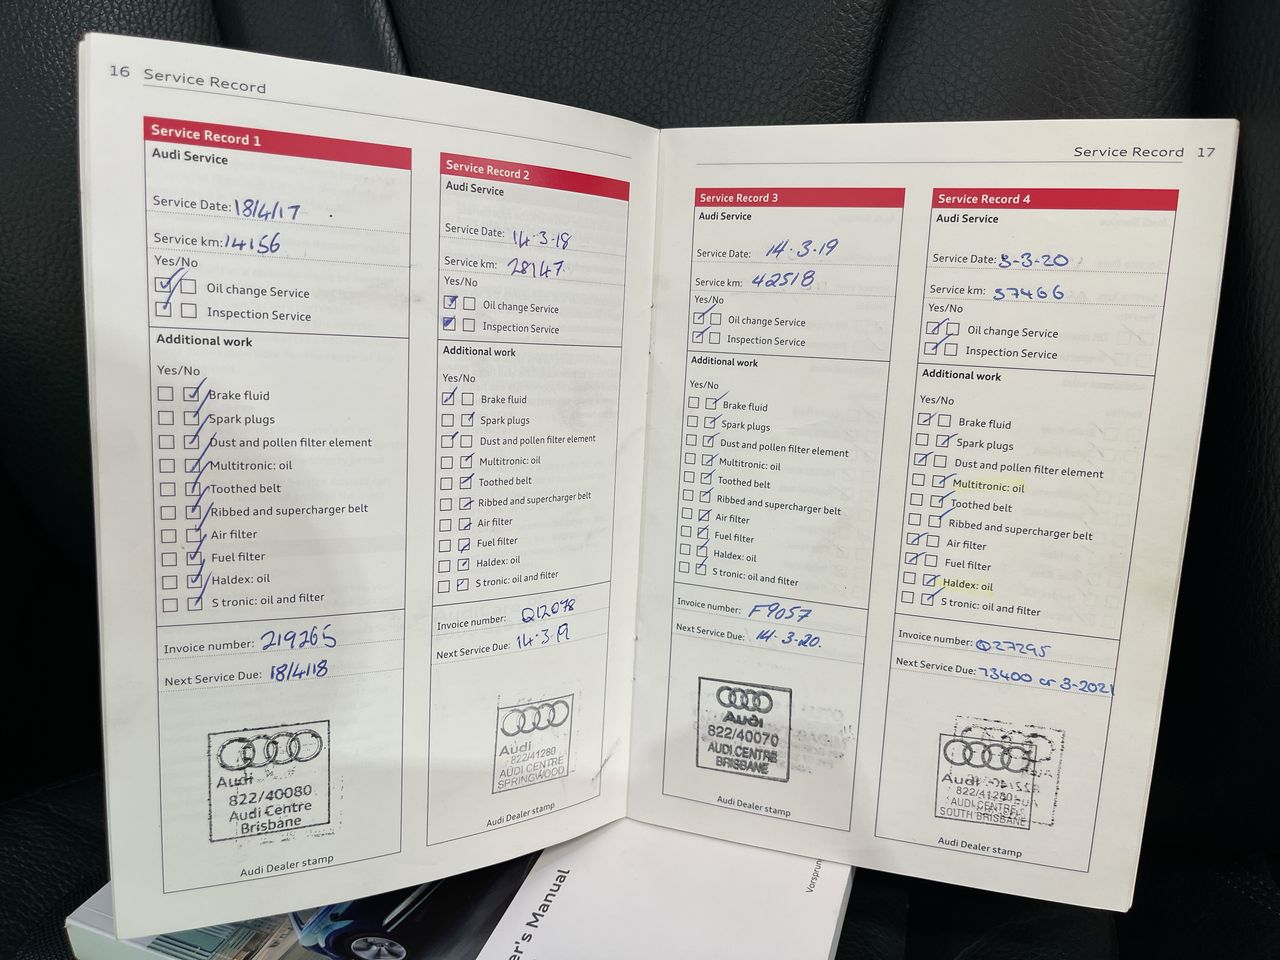 16 Service Record
Service Record 1
Audi Service
Service Date: 18/4/17
Service km: 14156
Yes/No
Oil change Service
Inspection Service
Additional work
Yes/No
Brake fluid
Spark plugs
Dust and pollen filter element
Multitronic: oil
Toothed belt
Ribbed and supercharger belt
Air filter
Fuel filter
Haldex: oil
S tronic: oil and filter
Invoice number: 219265
Next Service Due: 18/4/18
Audi
822/40080
Audi Centre
Brisbane
Audi Dealer stamp
Service Record 2
Audi Service
Service Date: 14-3-18
Service km: 28147
Yes/No
Oil change Service
Inspection Service
Additional work
Yes/No
Brake fluid
Spark plugs
Dust and pollen filter element
Multitronic: oil
Toothed belt
Ribbed and supercharger belt
Air filter
Fuel filter
Haldex: oil
S tronic: oil and filter
Invoice number: Q12078
Next Service Due: 14-3-19
Audi
822/41280
AUDI CENTRE
SPRINGWOOD
Audi Dealer stamp
Service Record 17
Service Record 3
Audi Service
Service Date: 14-3-19
Service km: 42518
Yes/No
Oil change Service
Inspection Service
Additional work
Yes/No
Brake fluid
Spark plugs
Dust and pollen filter element
Multitronic: oil
Toothed belt
Ribbed and supercharger belt
Air filter
Fuel filter
Haldex: oil
S tronic: oil and filter
Invoice number: F9057
Next Service Due: 14-3-20.
Audi
822/40070
AUDI CENTRE
BRISBANE
Audi Dealer stamp
Service Record 4
Audi Service
Service Date: 3-3-20
Service km: 57466
Yes/No
Oil change Service
Inspection Service
Additional work
Yes/No
Brake fluid
Spark plugs
Dust and pollen filter element
Multitronic: oil
Toothed belt
Ribbed and supercharger belt
Air filter
Fuel filter
Haldex: oil
S tronic: oil and filter
Invoice number: Q27295
Next Service Due: 73400 or 3-2021
Audi
822/41280
AUDI CENTRE
SOUTH BRISBANE
Audi Dealer stamp
er's Manual
Vorsprun